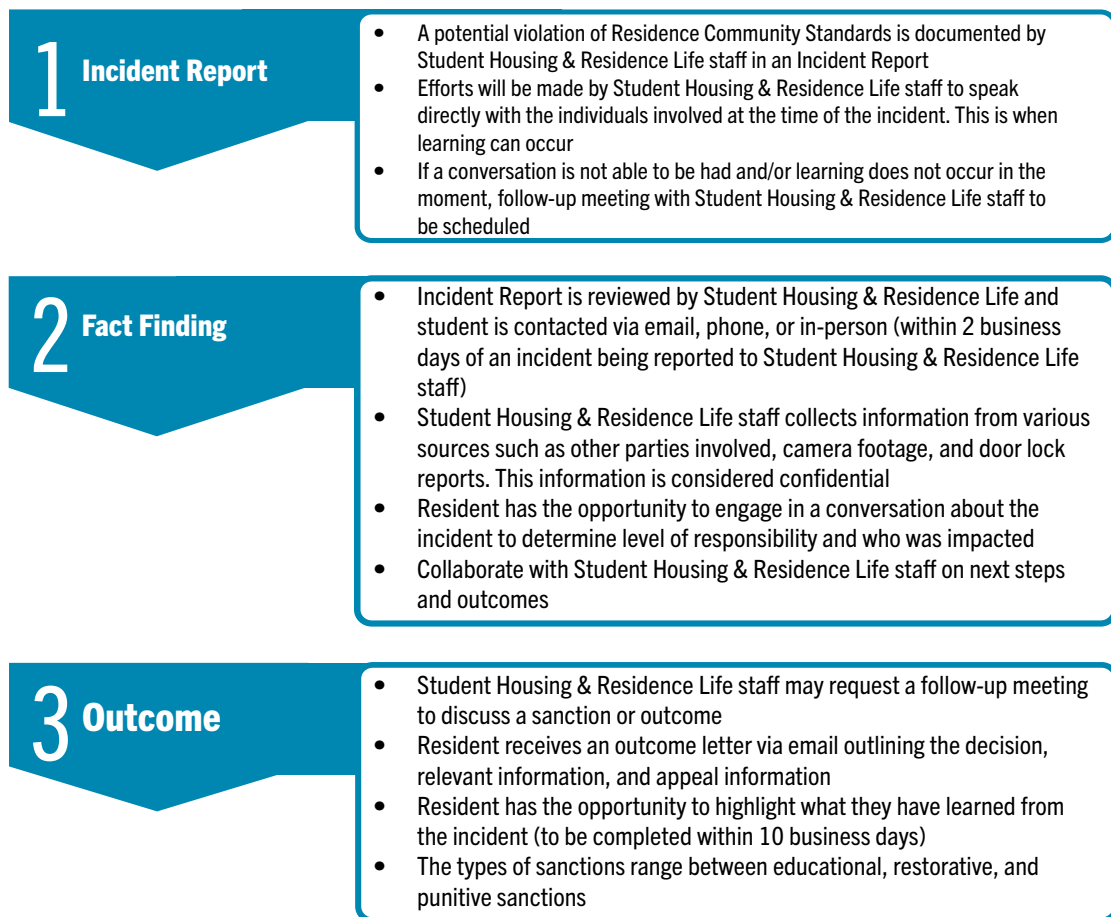 1 Incident Report
• A potential violation of Residence Community Standards is documented by
Student Housing & Residence Life staff in an Incident Report
• Efforts will be made by Student Housing & Residence Life staff to speak
directly with the individuals involved at the time of the incident. This is when
learning can occur
• If a conversation is not able to be had and/or learning does not occur in the
moment, follow-up meeting with Student Housing & Residence Life staff to
be scheduled
2 Fact Finding
• Incident Report is reviewed by Student Housing & Residence Life and
student is contacted via email, phone, or in-person (within 2 business
days of an incident being reported to Student Housing & Residence Life
staff)
• Student Housing & Residence Life staff collects information from various
sources such as other parties involved, camera footage, and door lock
reports. This information is considered confidential
• Resident has the opportunity to engage in a conversation about the
incident to determine level of responsibility and who was impacted
• Collaborate with Student Housing & Residence Life staff on next steps
and outcomes
3 Outcome
• Student Housing & Residence Life staff may request a follow-up meeting
to discuss a sanction or outcome
• Resident receives an outcome letter via email outlining the decision,
relevant information, and appeal information
• Resident has the opportunity to highlight what they have learned from
the incident (to be completed within 10 business days)
• The types of sanctions range between educational, restorative, and
punitive sanctions